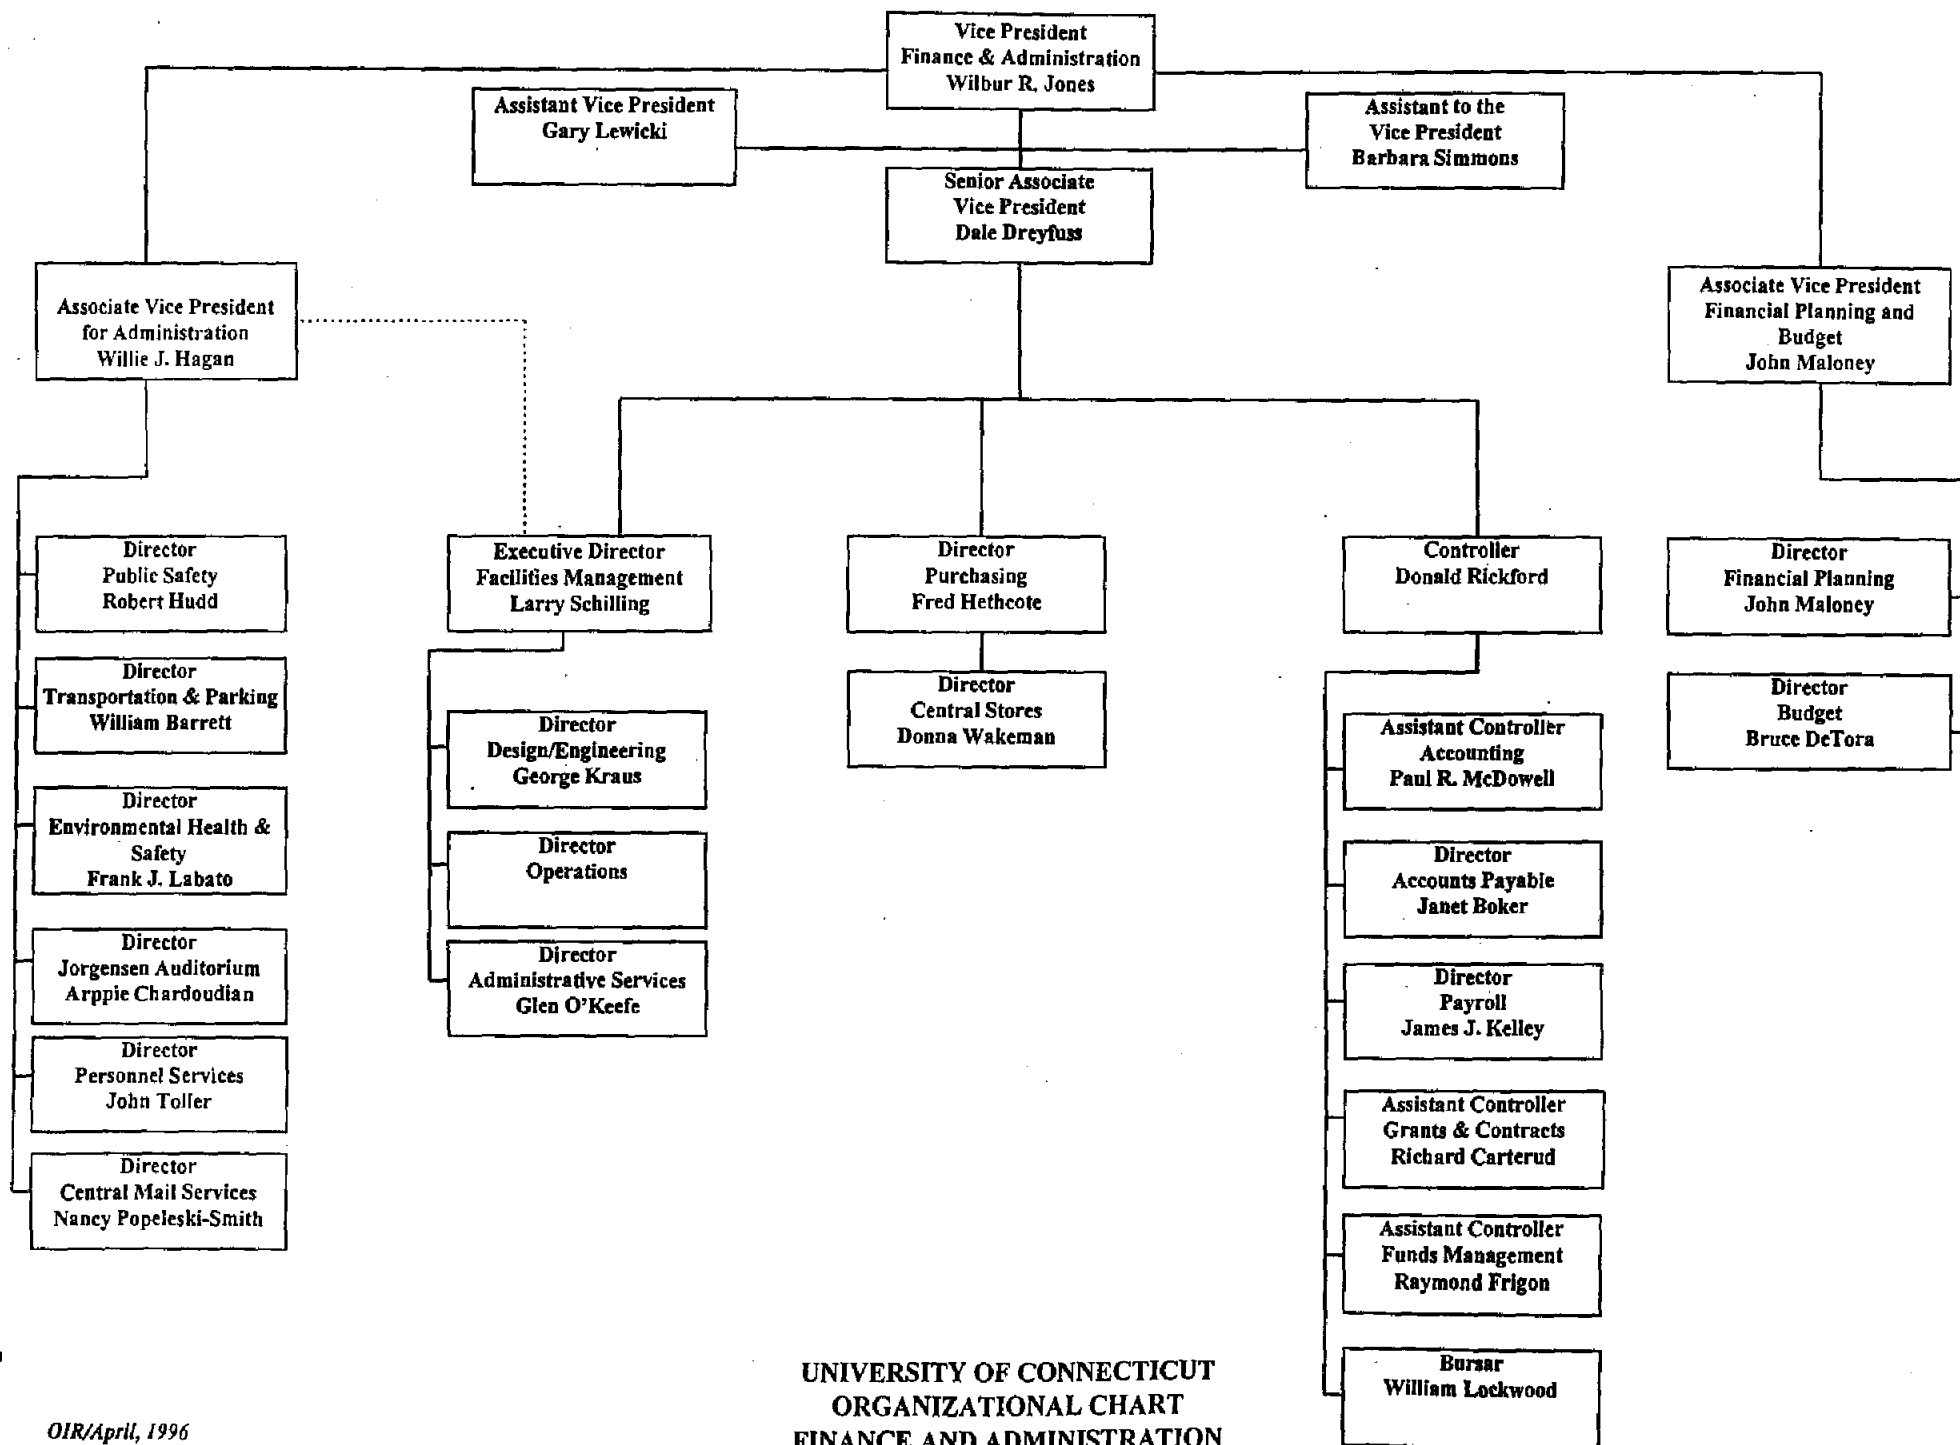 Vice President
Finance & Administration
Wilbur R. Jones
Assistant Vice President
Gary Lewicki
Assistant to the
Vice President
Barbara Simmons
Senior Associate
Vice President
Dale Dreyfuss
Associate Vice President
for Administration
Willie J. Hagan
Associate Vice President
Financial Planning and
Budget
John Maloney
Director
Public Safety
Robert Hudd
Director
Transportation & Parking
William Barrett
Director
Environmental Health &
Safety
Frank J. Labato
Director
Jorgensen Auditorium
Arppie Chardoudian
Director
Personnel Services
John Toller
Director
Central Mail Services
Nancy Popeleski-Smith
Executive Director
Facilities Management
Larry Schilling
Director
Design/Engineering
George Kraus
Director
Operations
Director
Administrative Services
Glen O'Keefe
Director
Purchasing
Fred Hethcote
Director
Central Stores
Donna Wakeman
Controller
Donald Rickford
Assistant Controller
Accounting
Paul R. McDowell
Director
Accounts Payable
Janet Boker
Director
Payroll
James J. Kelley
Assistant Controller
Grants & Contracts
Richard Carterud
Assistant Controller
Funds Management
Raymond Frigon
Bursar
William Lockwood
Director
Financial Planning
John Maloney
Director
Budget
Bruce DeTora
UNIVERSITY OF CONNECTICUT
ORGANIZATIONAL CHART
FINANCE AND ADMINISTRATION
OIR/April, 1996